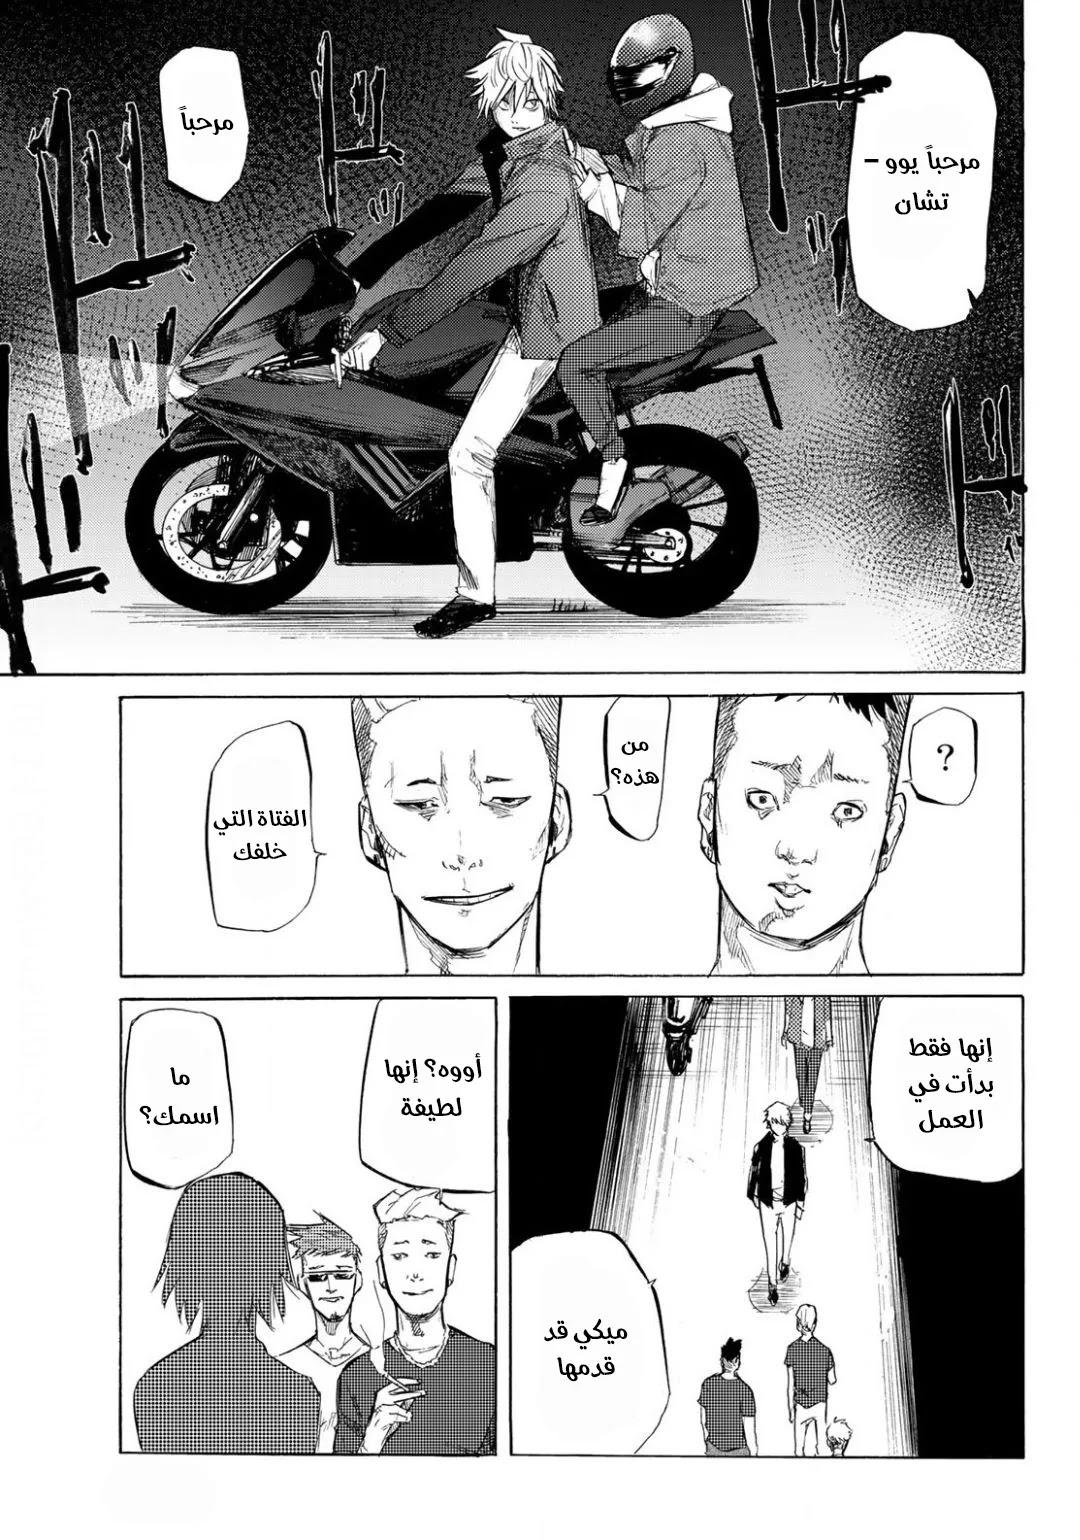 مرحباً يوو –
تشان
مرحباً
?
من
هذه؟
الفتاة التي
خلفك
إنها فقط
بدأت في
العمل
ميكي قد
قدمها
أووه؟ إنها
لطيفة
ما
اسمك؟